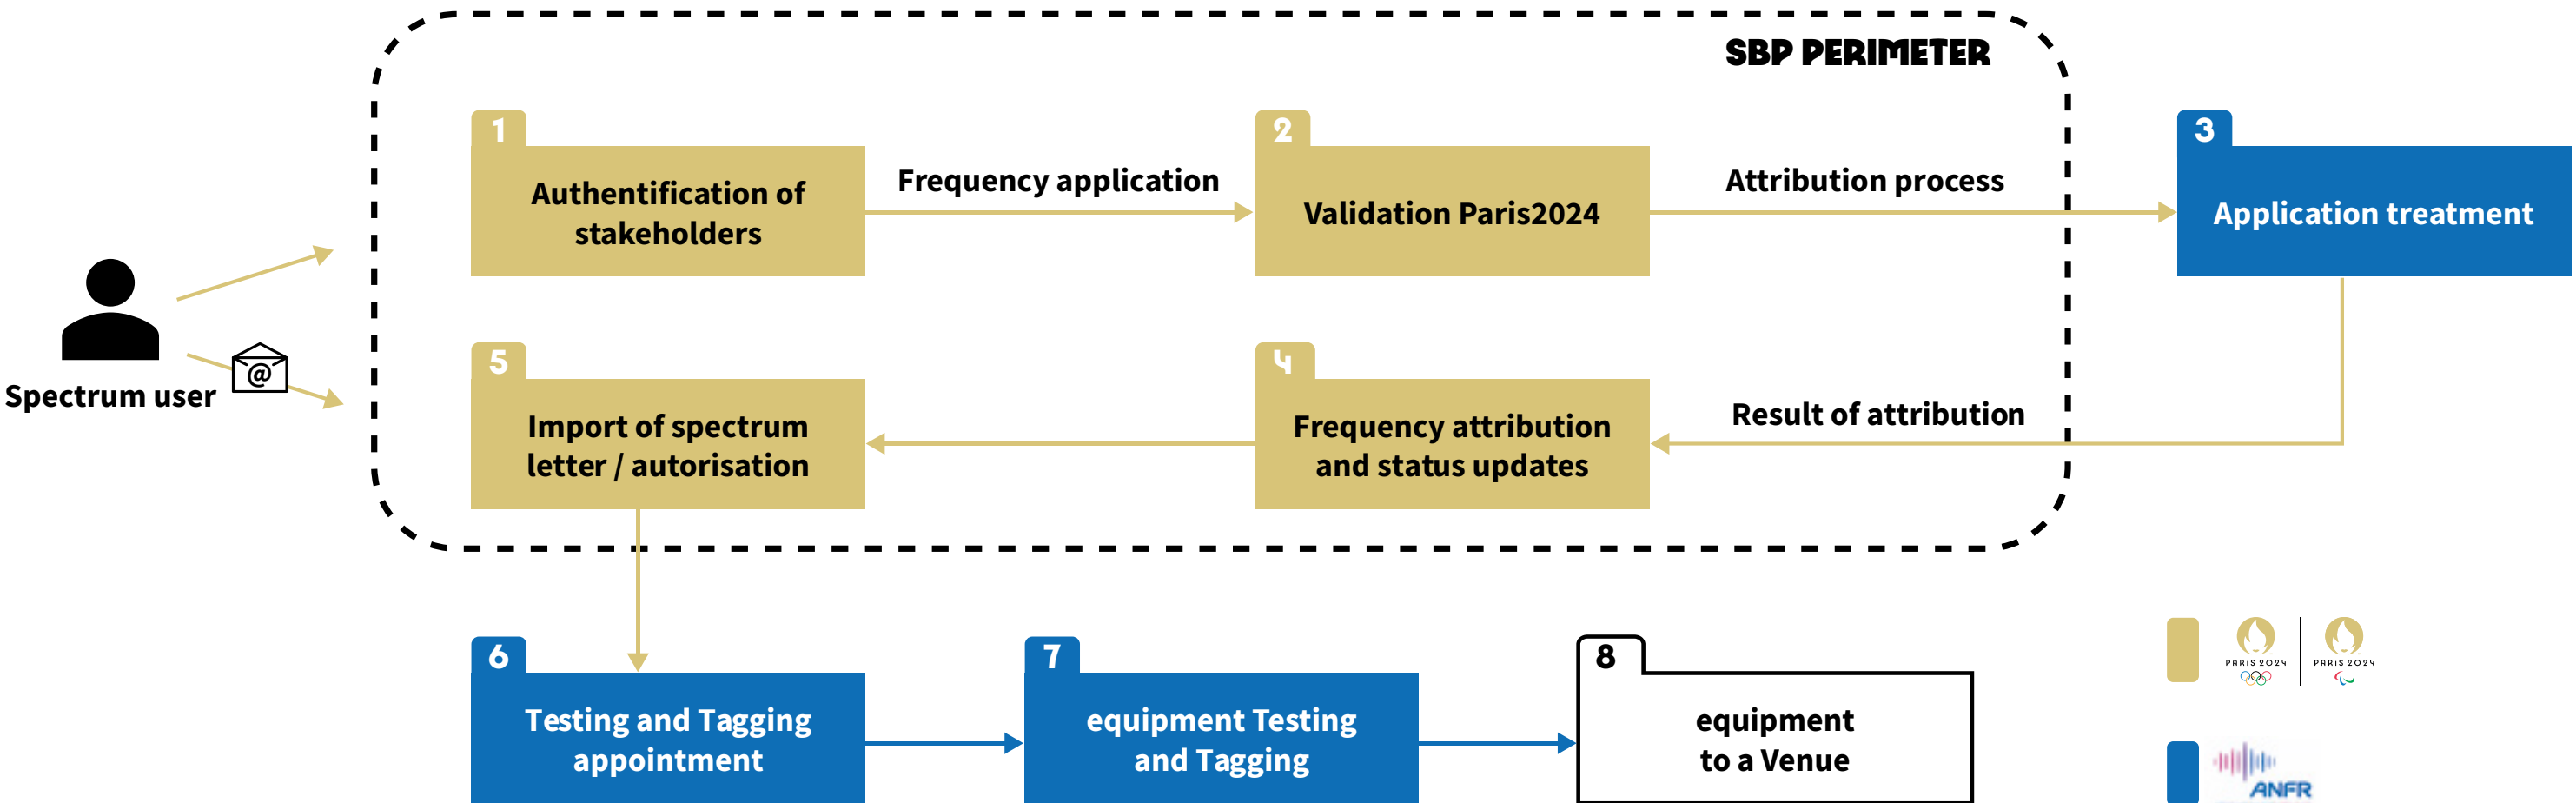 SBP PERIMETER
1
Authentification of
stakeholders
Frequency application
2
Validation Paris2024
Attribution process
3
Application treatment
Spectrum user
@
5
Import of spectrum
letter / autorisation
4
Frequency attribution
and status updates
Result of attribution
6
Testing and Tagging
appointment
7
equipment Testing
and Tagging
8
equipment
to a Venue
PARIS 2024
PARIS 2024
ANFR